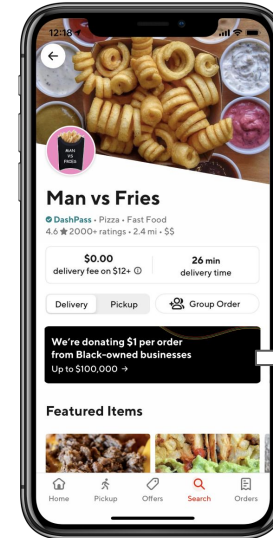 12:18
MAN
VS
FRIES
Man vs Fries
DashPass • Pizza • Fast Food
4.6 ★ 2000+ ratings • 2.4 mi • $$
$0.00
delivery fee on $12+
26 min
delivery time
Delivery
Pickup
Group Order
We're donating $1 per order
from Black-owned businesses
Up to $100,000 →
Featured Items
Home
Pickup
Offers
Search
Orders